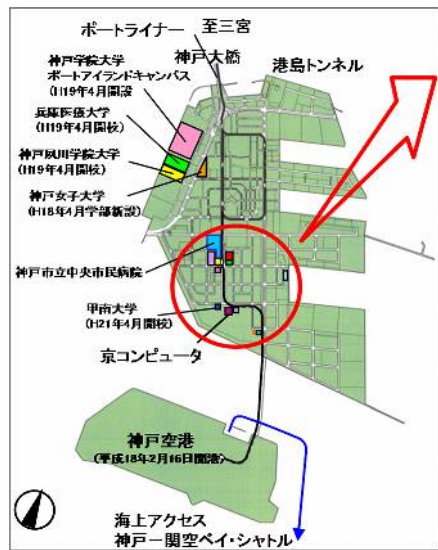 ポートライナー
至三宮
神戸大橋
港島トンネル
神戸学院大学
ポートアイランドキャンパス
(H19年4月開設
兵庫医療大学
(H19年4月開校)
神戸夙川学院大学
(H19年4月開校)
神戸女子大学
(H18年4月学部新設)
神戸市立中央市民病院
甲南大学
(H21年4月開校)
京コンピュータ
神戸空港
(平成18年2月16日開港)
海上アクセス
神戸ー関空ベイ・シャトル